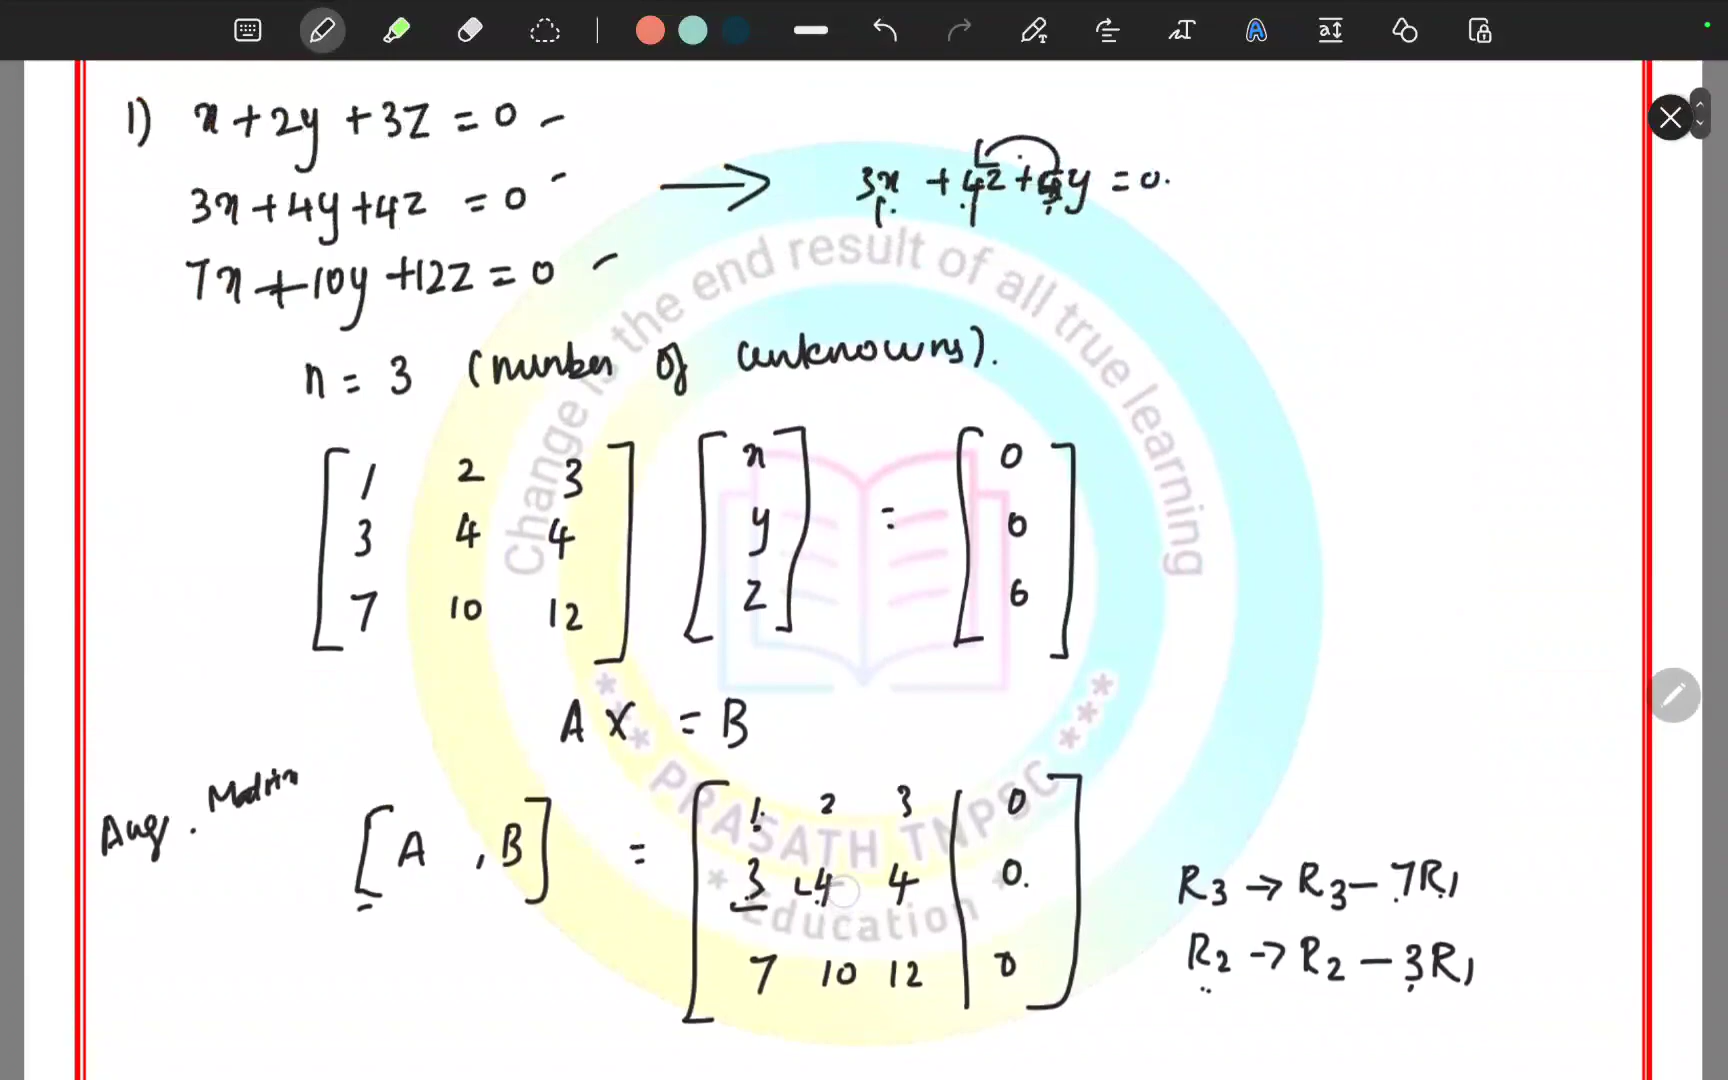 1) x + 2y + 3z = 0 -
3x + 4y + 4z = 0 - → 3x + 4z + 4y = 0.
7x + 10y + 12z = 0 -
n = 3 (number of unknowns).
[1 2 3] [x] = [0]
[3 4 4] [y] [0]
[7 10 12] [z] [0]
A X = B
Aug. Matrix
[A , B] = [1 2 3 | 0]
[3 4 4 | 0.]
[7 10 12 | 0]
R3 → R3 - 7R1
R2 → R2 - 3R1
Change is the end result of all true learning
*** PRASATH TNPSC ***
* Education *